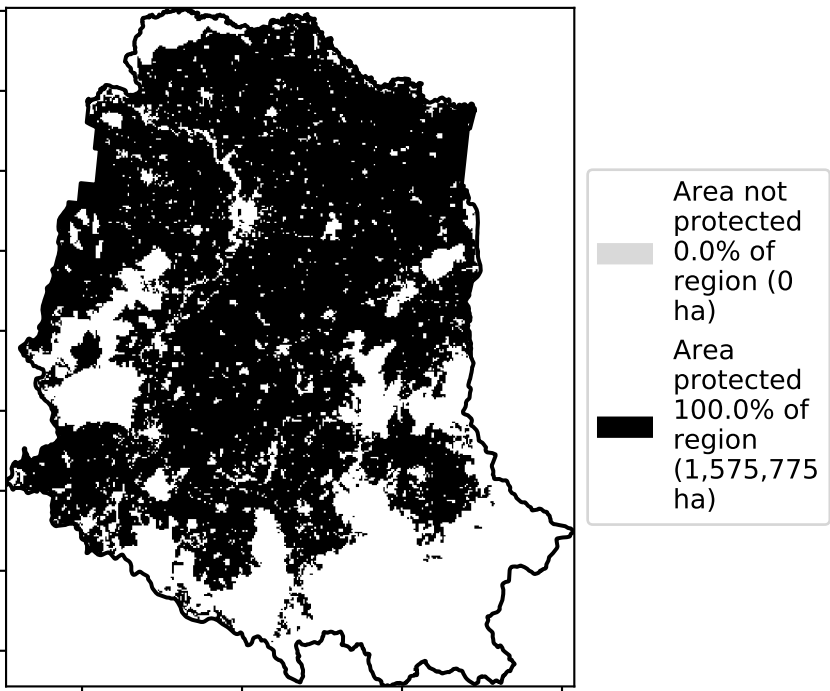 Area not
protected
0.0% of
region (0
ha)
Area
protected
100.0% of
region
(1,575,775
ha)